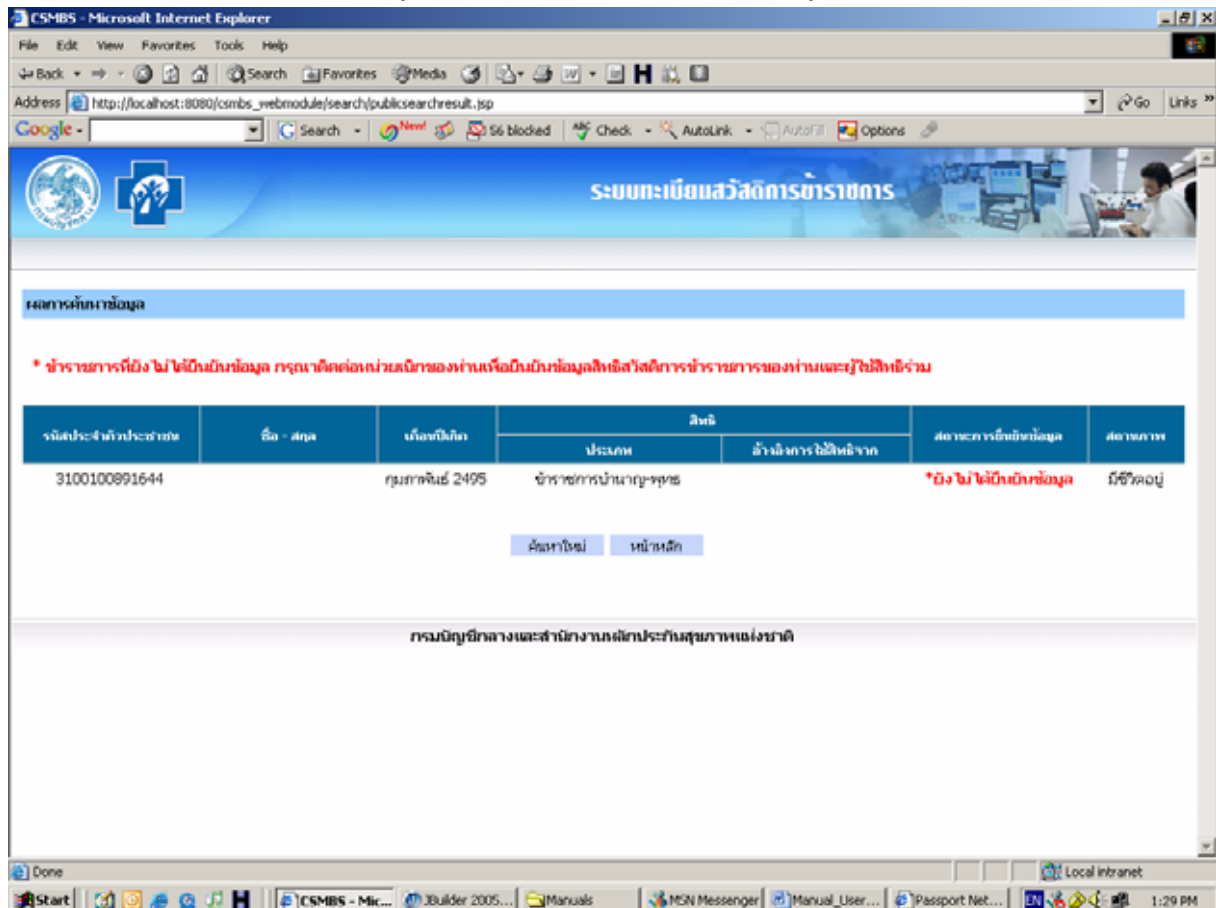 CSMBS - Microsoft Internet Explorer
File Edit View Favorites Tools Help
Back Search Favorites Media
Address http://localhost:8080/csmbs_webmodule/search/publicsearchresult.jsp Go Links »
Google - Search New! 56 blocked Check AutoLink AutoFill Options
ระบบทะเบียนสวัสดิการข้าราชการ
ผลการค้นหาข้อมูล
* ข้าราชการที่ยังไม่ได้ยืนยันข้อมูล กรุณาติดต่อหน่วยเบิกของท่านเพื่อยืนยันข้อมูลสิทธิสวัสดิการข้าราชการของท่านและผู้ใช้สิทธิร่วม
รหัสประจำตัวประชาชน ชื่อ - สกุล เดือนปีเกิด สิทธิ สถานะการยืนยันข้อมูล สถานภาพ
ประเภท อ้างอิงการใช้สิทธิจาก
3100100891644 กุมภาพันธ์ 2495 ข้าราชการบำนาญ- *ยังไม่ได้ยืนยันข้อมูล มีชีวิตอยู่
ค้นหาใหม่ หน้าหลัก
กรมบัญชีกลางและสำนักงานหลักประกันสุขภาพแห่งชาติ
Done Local intranet
Start CSMBS - Mic... JBuilder 2005... Manuals MSN Messenger Manual_User... Passport Net... EN 1:29 PM